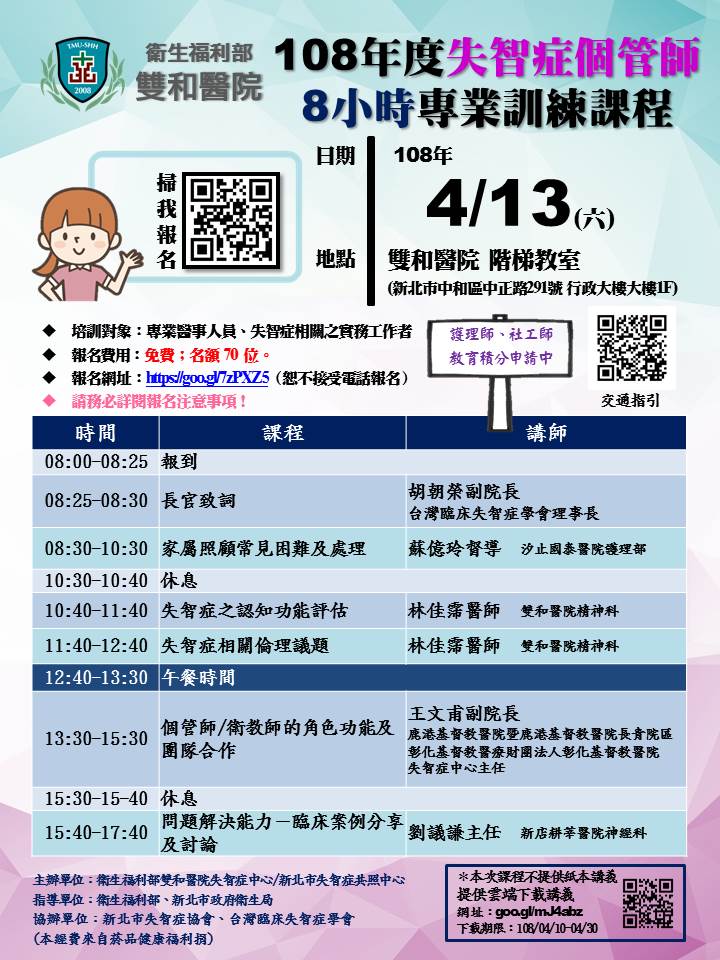 TMU-SHH
2008
衛生福利部
雙和醫院
108年度失智症個管師
8小時專業訓練課程
掃我報名
日期 108年
4/13(六)
地點 雙和醫院 階梯教室
(新北市中和區中正路291號 行政大樓大樓1F)
◆ 培訓對象：專業醫事人員、失智症相關之實務工作者
◆ 報名費用：免費；名額 70 位。
◆ 報名網址：https://goo.gl/7zPXZ5（恕不接受電話報名）
◆ 請務必詳閱報名注意事項！
護理師、社工師
教育積分申請中
交通指引
時間 課程 講師
08:00-08:25 報到
08:25-08:30 長官致詞 胡朝榮副院長
台灣臨床失智症學會理事長
08:30-10:30 家屬照顧常見困難及處理 蘇億玲督導 汐止國泰醫院護理部
10:30-10:40 休息
10:40-11:40 失智症之認知功能評估 林佳霈醫師 雙和醫院精神科
11:40-12:40 失智症相關倫理議題 林佳霈醫師 雙和醫院精神科
12:40-13:30 午餐時間
13:30-15:30 個管師/衛教師的角色功能及
團隊合作
王文甫副院長
鹿港基督教醫院暨鹿港基督教醫院長青院區
彰化基督教醫療財團法人彰化基督教醫院
失智症中心主任
15:30-15-40 休息
15:40-17:40 問題解決能力－臨床案例分享
及討論
劉議謙主任 新店耕莘醫院神經科
主辦單位：衛生福利部雙和醫院失智症中心/新北市失智症共照中心
指導單位：衛生福利部、新北市政府衛生局
協辦單位：新北市失智症協會、台灣臨床失智症學會
(本經費來自菸品健康福利捐)
＊本次課程不提供紙本講義
提供雲端下載講義
網址：goo.gl/mJ4abz
下載期限：108/04/10-04/30